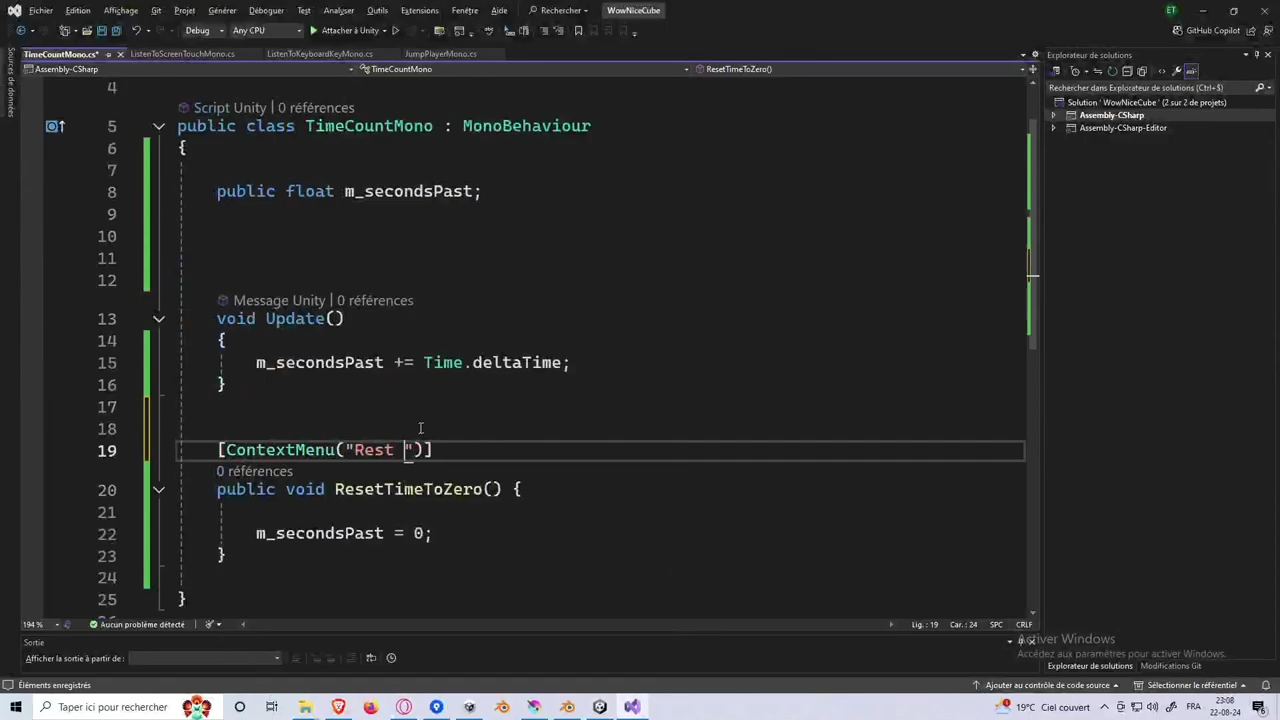 Fichier Edition Affichage Git Projet Générer Déboguer Test Analyser Outils Extensions Fenêtre Aide Rechercher WowNiceCube ET
Debug Any CPU Attacher à Unity GitHub Copilot
TimeCountMono.cs* ListenToScreenTouchMono.cs ListenToKeyboardKeyMono.cs JumpPlayerMono.cs Explorateur de solutions
Assembly-CSharp TimeCountMono ResetTimeToZero()
Sources de données
Rechercher dans Explorateur de solutions (Ctrl+$)
Solution 'WowNiceCube' (2 sur 2 de projets)
Assembly-CSharp
Assembly-CSharp-Editor
4
Script Unity | 0 références
5 public class TimeCountMono : MonoBehaviour
6 {
7
8 public float m_secondsPast;
9
10
11
12
Message Unity | 0 références
13 void Update()
14 {
15 m_secondsPast += Time.deltaTime;
16 }
17
18
19 [ContextMenu("Rest ")]
0 références
20 public void ResetTimeToZero() {
21
22 m_secondsPast = 0;
23 }
24
25 }
194 % Aucun problème détecté Lig : 19 Car : 24 SPC CRLF
Sortie
Afficher la sortie à partir de :
Activer Windows
Accédez aux paramètres pour activer Windows.
Explorateur de solutions Modifications Git
Éléments enregistrés Ajouter au contrôle de code source Sélectionner le référentiel
Taper ici pour rechercher 19°C Ciel couvert FRA 23:08
22-08-24